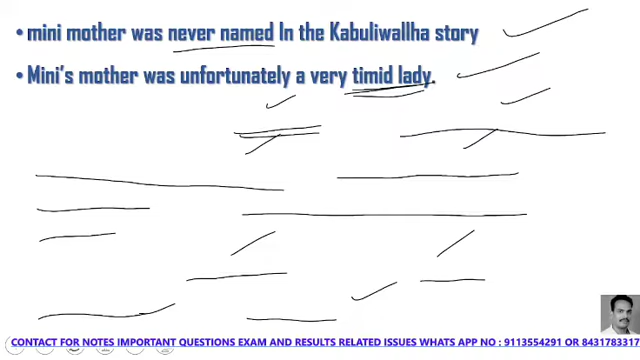 • mini mother was never named In the Kabuliwallha story
• Mini's mother was unfortunately a very timid lady.
CONTACT FOR NOTES IMPORTANT QUESTIONS EXAM AND RESULTS RELATED ISSUES WHATS APP NO : 9113554291 OR 8431783317